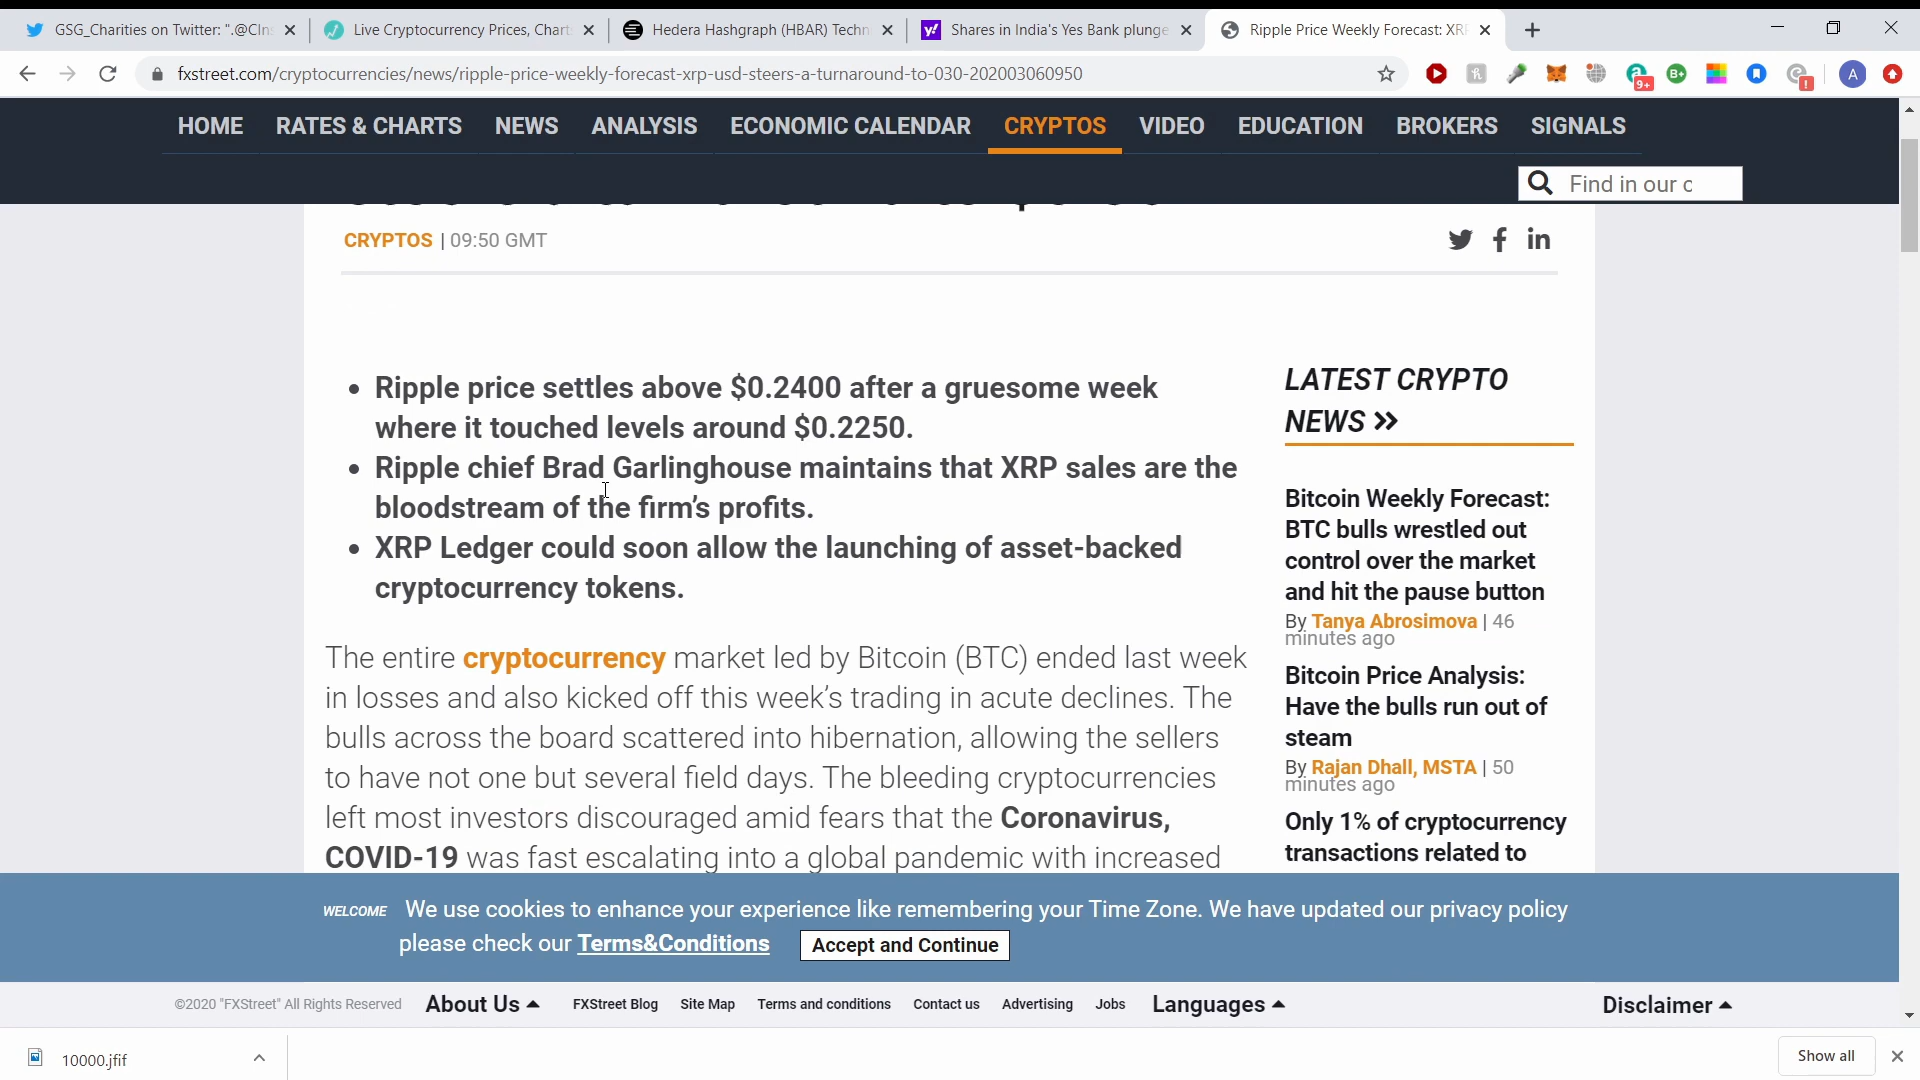 GSG_Charities on Twitter: ".@CIns
Live Cryptocurrency Prices, Chart
Hedera Hashgraph (HBAR) Techn
Shares in India's Yes Bank plunge
Ripple Price Weekly Forecast: XRP
fxstreet.com/cryptocurrencies/news/ripple-price-weekly-forecast-xrp-usd-steers-a-turnaround-to-030-202003060950
9+
B+
A
HOME RATES & CHARTS NEWS ANALYSIS ECONOMIC CALENDAR CRYPTOS VIDEO EDUCATION BROKERS SIGNALS
Find in our c
CRYPTOS | 09:50 GMT
• Ripple price settles above $0.2400 after a gruesome week
where it touched levels around $0.2250.
• Ripple chief Brad Garlinghouse maintains that XRP sales are the
bloodstream of the firm's profits.
• XRP Ledger could soon allow the launching of asset-backed
cryptocurrency tokens.
The entire cryptocurrency market led by Bitcoin (BTC) ended last week
in losses and also kicked off this week's trading in acute declines. The
bulls across the board scattered into hibernation, allowing the sellers
to have not one but several field days. The bleeding cryptocurrencies
left most investors discouraged amid fears that the Coronavirus,
COVID-19 was fast escalating into a global pandemic with increased
LATEST CRYPTO
NEWS >>
Bitcoin Weekly Forecast:
BTC bulls wrestled out
control over the market
and hit the pause button
By Tanya Abrosimova | 46
minutes ago
Bitcoin Price Analysis:
Have the bulls run out of
steam
By Rajan Dhall, MSTA | 50
minutes ago
Only 1% of cryptocurrency
transactions related to
WELCOME We use cookies to enhance your experience like remembering your Time Zone. We have updated our privacy policy
please check our Terms&Conditions Accept and Continue
©2020 "FXStreet" All Rights Reserved About Us FXStreet Blog Site Map Terms and conditions Contact us Advertising Jobs Languages Disclaimer
10000.jfif
Show all